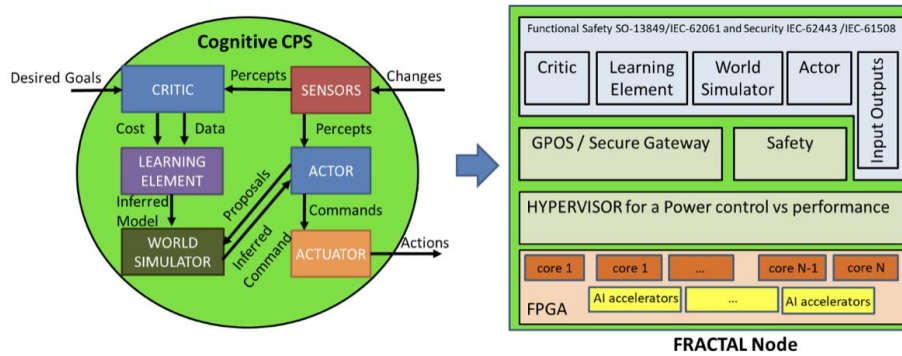 Cognitive CPS
Desired Goals
CRITIC
Percepts
SENSORS
Changes
Cost
Data
Percepts
LEARNING
ELEMENT
ACTOR
Inferred
Model
Proposals
Inferred
Command
Commands
WORLD
SIMULATOR
ACTUATOR
Actions
Functional Safety SO-13849/IEC-62061 and Security IEC-62443 /IEC-61508
Critic
Learning
Element
World
Simulator
Actor
Input Outputs
GPOS / Secure Gateway
Safety
HYPERVISOR for a Power control vs performance
core 1
core 1
...
core N-1
core N
AI accelerators
...
AI accelerators
FPGA
FRACTAL Node